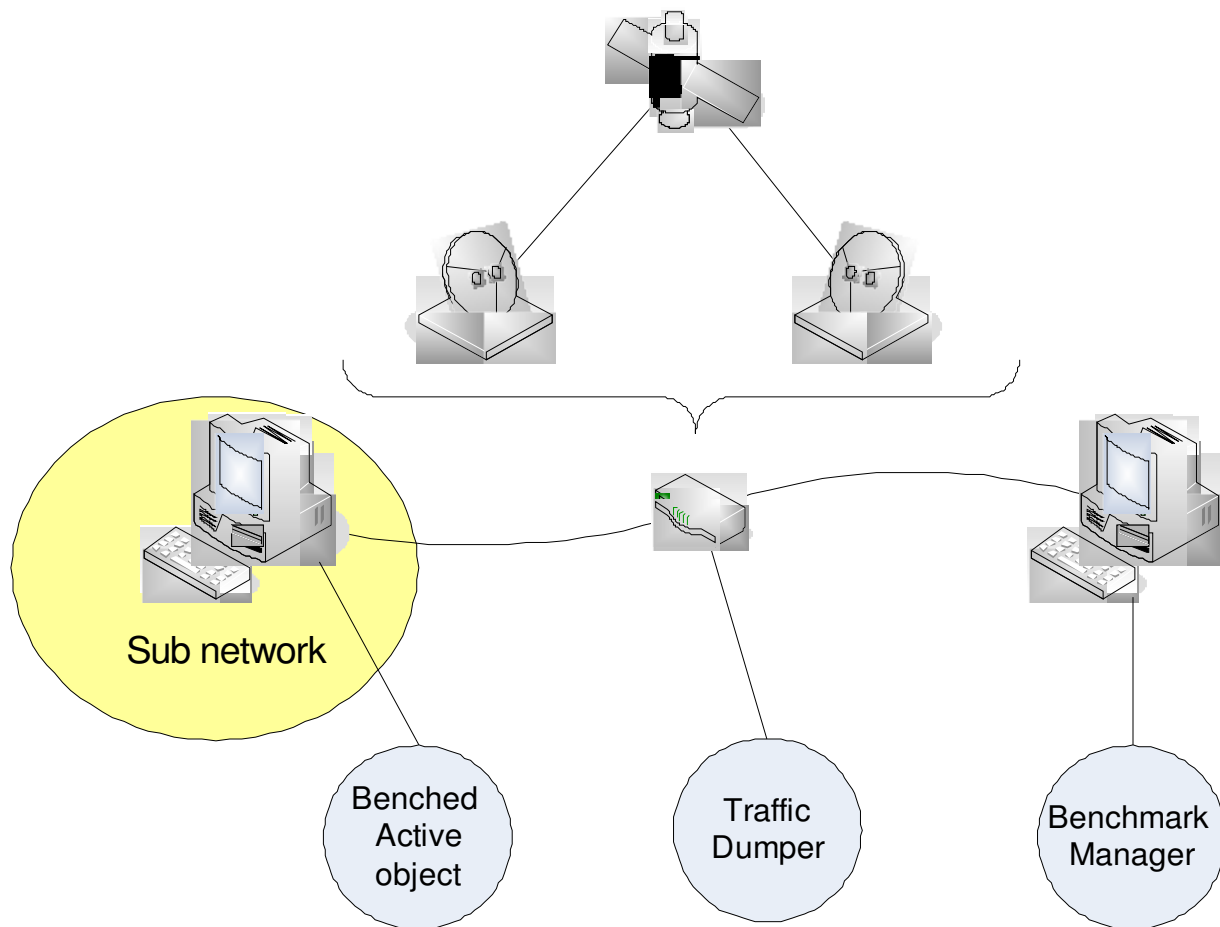 Sub network
Benched
Active
object
Traffic
Dumper
Benchmark
Manager